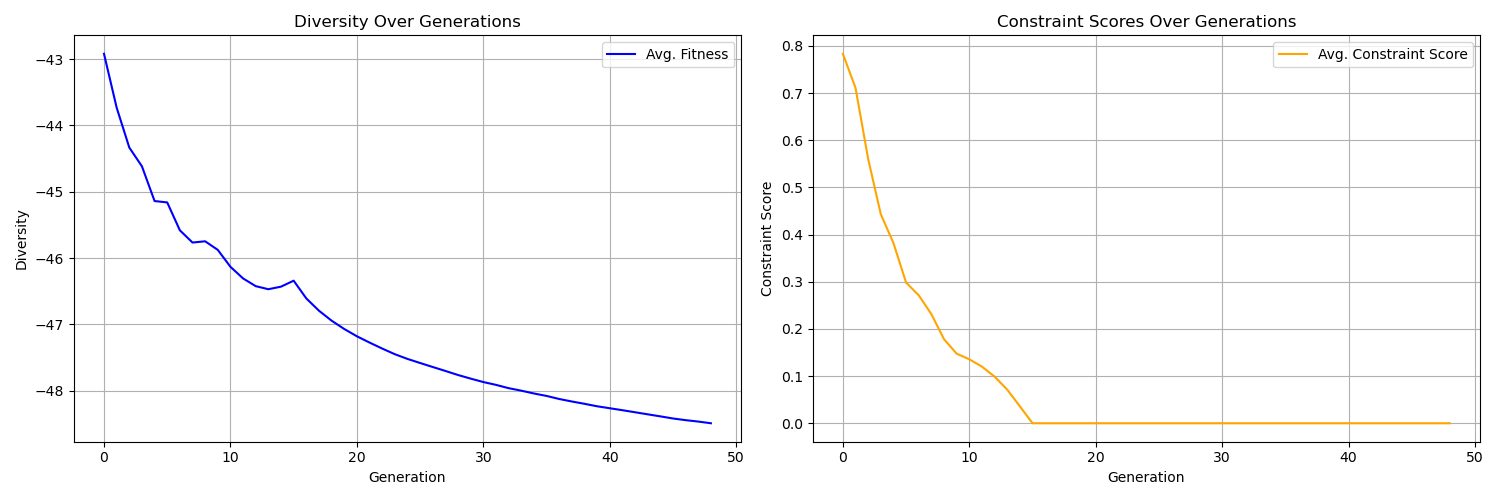 Diversity Over Generations
Avg. Fitness
Diversity
−43
−44
−45
−46
−47
−48
0 10 20 30 40 50
Generation
Constraint Scores Over Generations
Avg. Constraint Score
Constraint Score
0.8
0.7
0.6
0.5
0.4
0.3
0.2
0.1
0.0
0 10 20 30 40 50
Generation